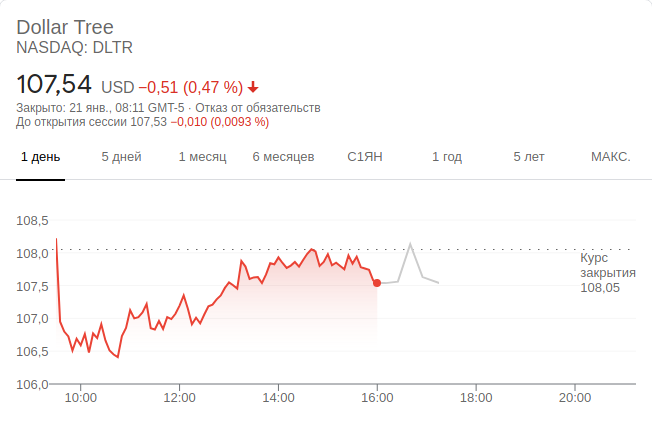 Dollar Tree
NASDAQ: DLTR
107,54 USD −0,51 (0,47 %)
Закрыто: 21 янв., 08:11 GMT-5 · Отказ от обязательств
До открытия сессии 107,53 −0,010 (0,0093 %)
1 день 5 дней 1 месяц 6 месяцев С1ЯН 1 год 5 лет МАКС.
108,5
108,0
107,5
107,0
106,5
106,0
Курс
закрытия
108,05
10:00 12:00 14:00 16:00 18:00 20:00